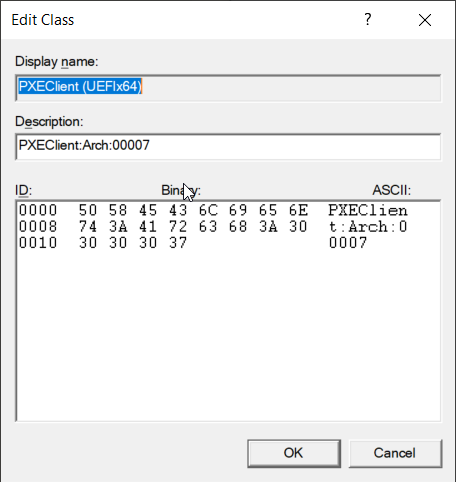 Edit Class
Display name:
PXEClient (UEFIx64)
Description:
PXEClient:Arch:00007
ID: Binary: ASCII:
0000 50 58 45 43 6C 69 65 6E PXEClien
0008 74 3A 41 72 63 68 3A 30 t:Arch:0
0010 30 30 30 37 0007
OK Cancel